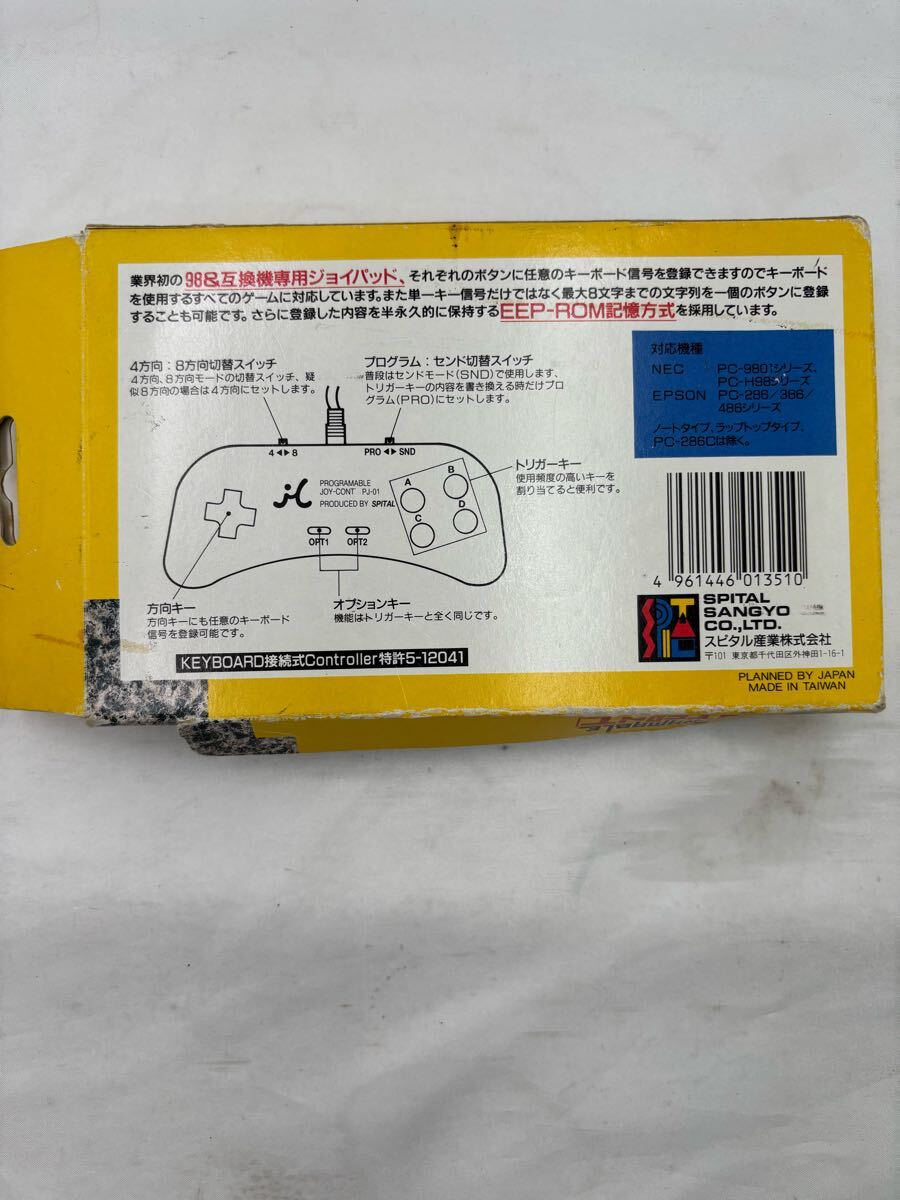 業界初の98&互換機専用ジョイパッド、それぞれのボタンに任意のキーボード信号を登録できますのでキーボード
を使用するすべてのゲームに対応しています。また単一キー信号だけではなく最大8文字までの文字列を一個のボタンに登録
することも可能です。さらに登録した内容を半永久的に保持するEEP-ROM記憶方式を採用しています。
4方向：8方向切替スイッチ
4方向、8方向モードの切替スイッチ、疑
似8方向の場合は4方向にセットします。
プログラム：センド切替スイッチ
普段はセンドモード(SND)で使用します、
トリガーキーの内容を書き換える時だけプロ
グラム(PRO)にセットします。
対応機種
NEC PC-9801シリーズ、
PC-H98シリーズ
EPSON PC-286/386/
486シリーズ
ノートタイプ、ラップトップタイプ、
PC-286Cは除く。
4◀▶8
PRO◀▶SND
PROGRAMABLE
JOY-CONT PJ-01
PRODUCED BY SPITAL
A
B
C
D
OPT1 OPT2
トリガーキー
使用頻度の高いキーを
割り当てると便利です。
方向キー
方向キーにも任意のキーボード
信号を登録可能です。
オプションキー
機能はトリガーキーと全く同じです。
KEYBOARD接続式Controller特許5-12041
4 961446 013510
SPITAL
SANGYO
CO.,LTD.
スピタル産業株式会社
〒101 東京都千代田区外神田1-16-1
PLANNED BY JAPAN
MADE IN TAIWAN